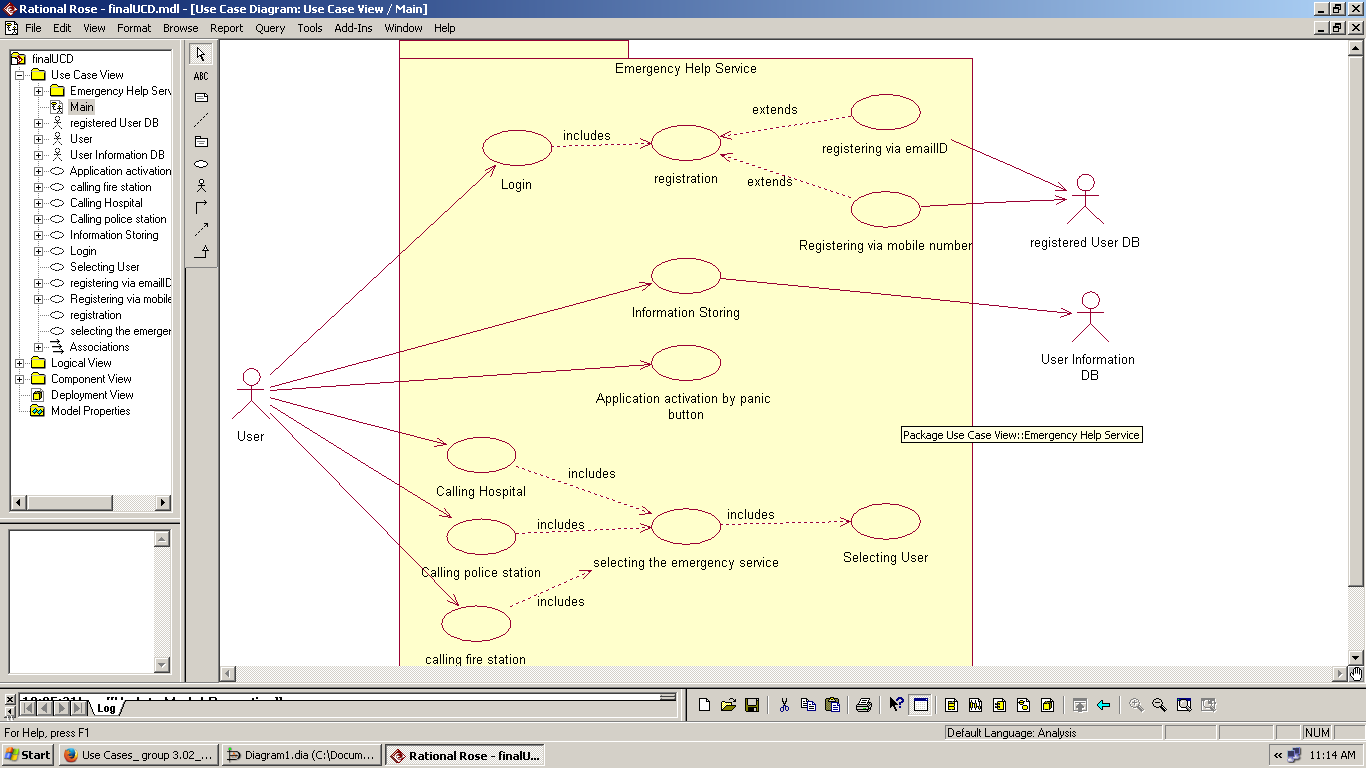 Rational Rose - finalUCD.mdl - [Use Case Diagram: Use Case View / Main]
File Edit View Format Browse Report Query Tools Add-Ins Window Help
finalUCD
Use Case View
Emergency Help Serv
Main
registered User DB
User
User Information DB
Application activation
calling fire station
Calling Hospital
Calling police station
Information Storing
Login
Selecting User
registering via emailID
Registering via mobile
registration
selecting the emerger
Associations
Logical View
Component View
Deployment View
Model Properties
ABC
Emergency Help Service
extends
includes
registering via emailID
Login
registration
extends
Registering via mobile number
registered User DB
Information Storing
User Information
DB
Application activation by panic
button
User
Package Use Case View::Emergency Help Service
includes
Calling Hospital
includes
includes
selecting the emergency service
Selecting User
Calling police station
includes
calling fire station
Log
For Help, press F1
Default Language: Analysis
NUM
Start
Use Cases_ group 3.02_...
Diagram1.dia (C:\Docum...
Rational Rose - finalU...
11:14 AM